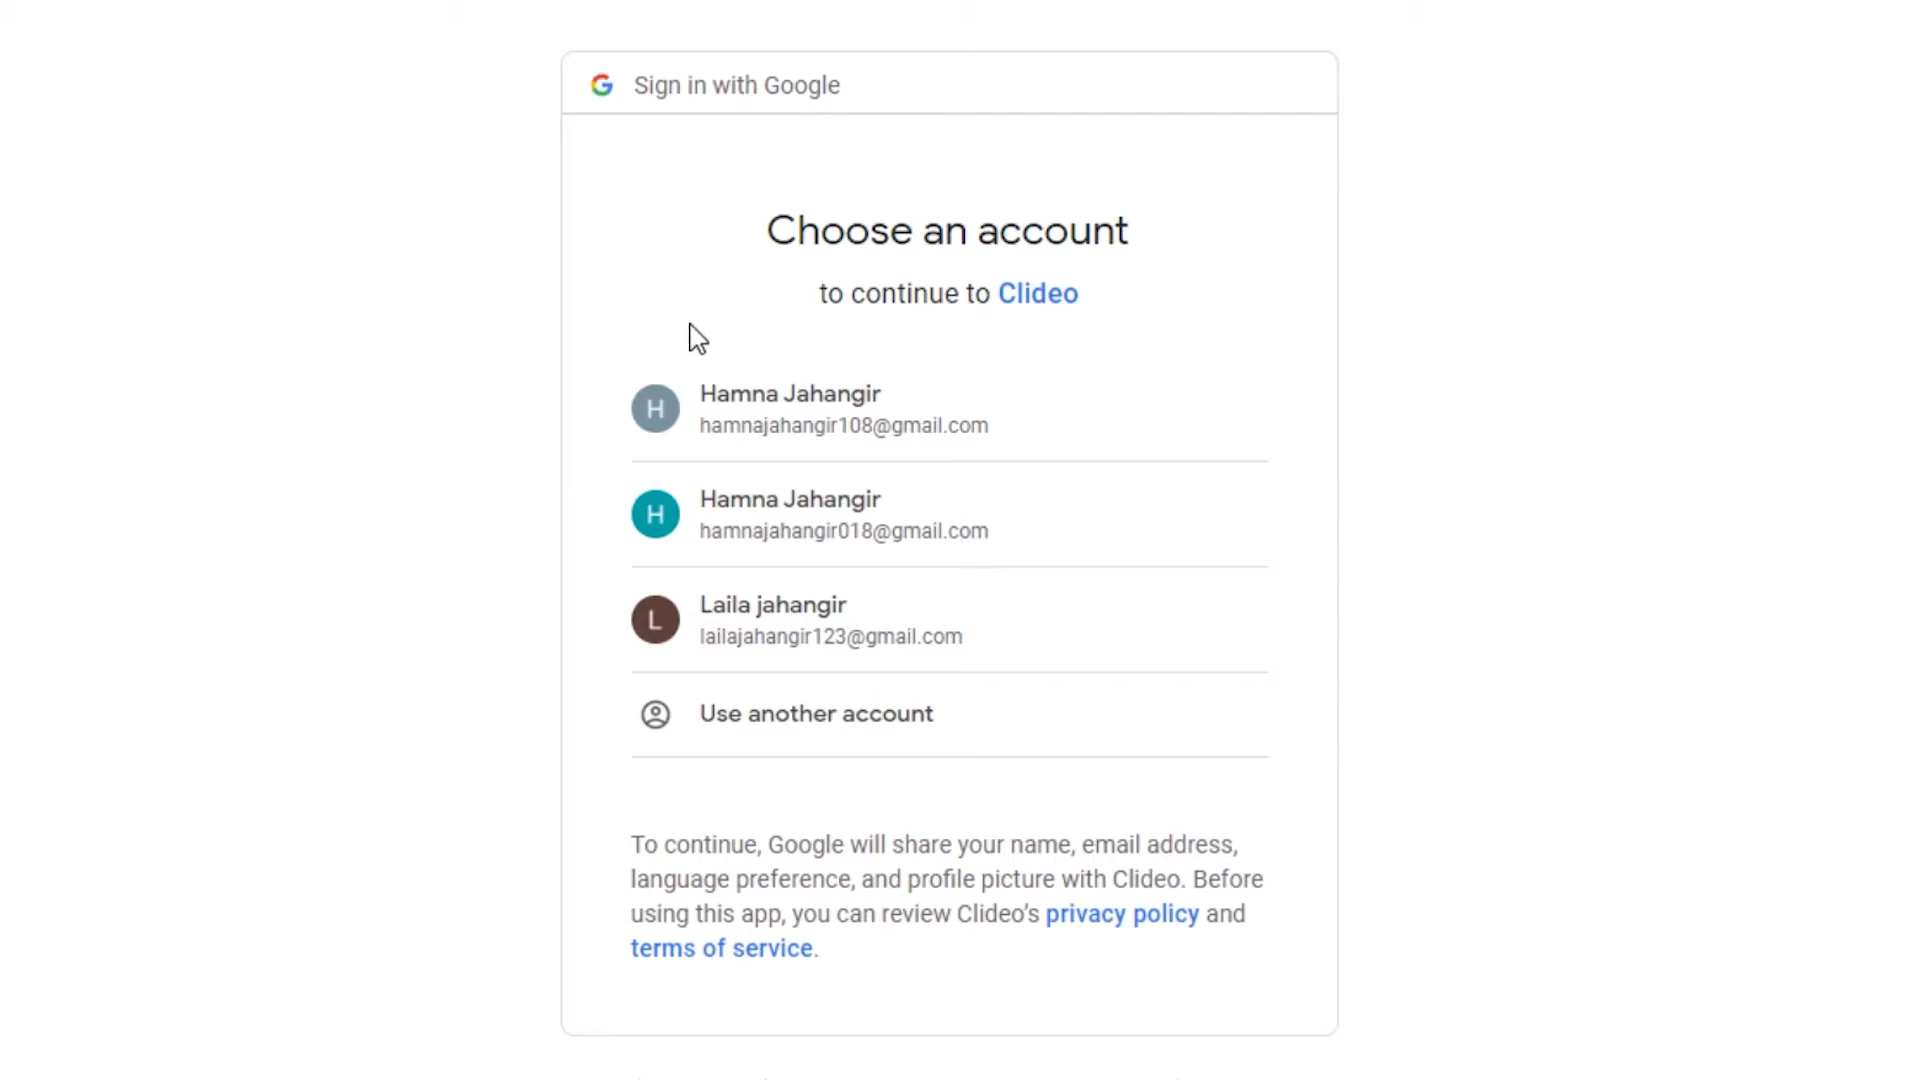 Sign in with Google
Choose an account
to continue to Clideo
H
Hamna Jahangir
hamnajahangir108@gmail.com
H
Hamna Jahangir
hamnajahangir018@gmail.com
L
Laila jahangir
lailajahangir123@gmail.com
Use another account
To continue, Google will share your name, email address,
language preference, and profile picture with Clideo. Before
using this app, you can review Clideo’s privacy policy and
terms of service.